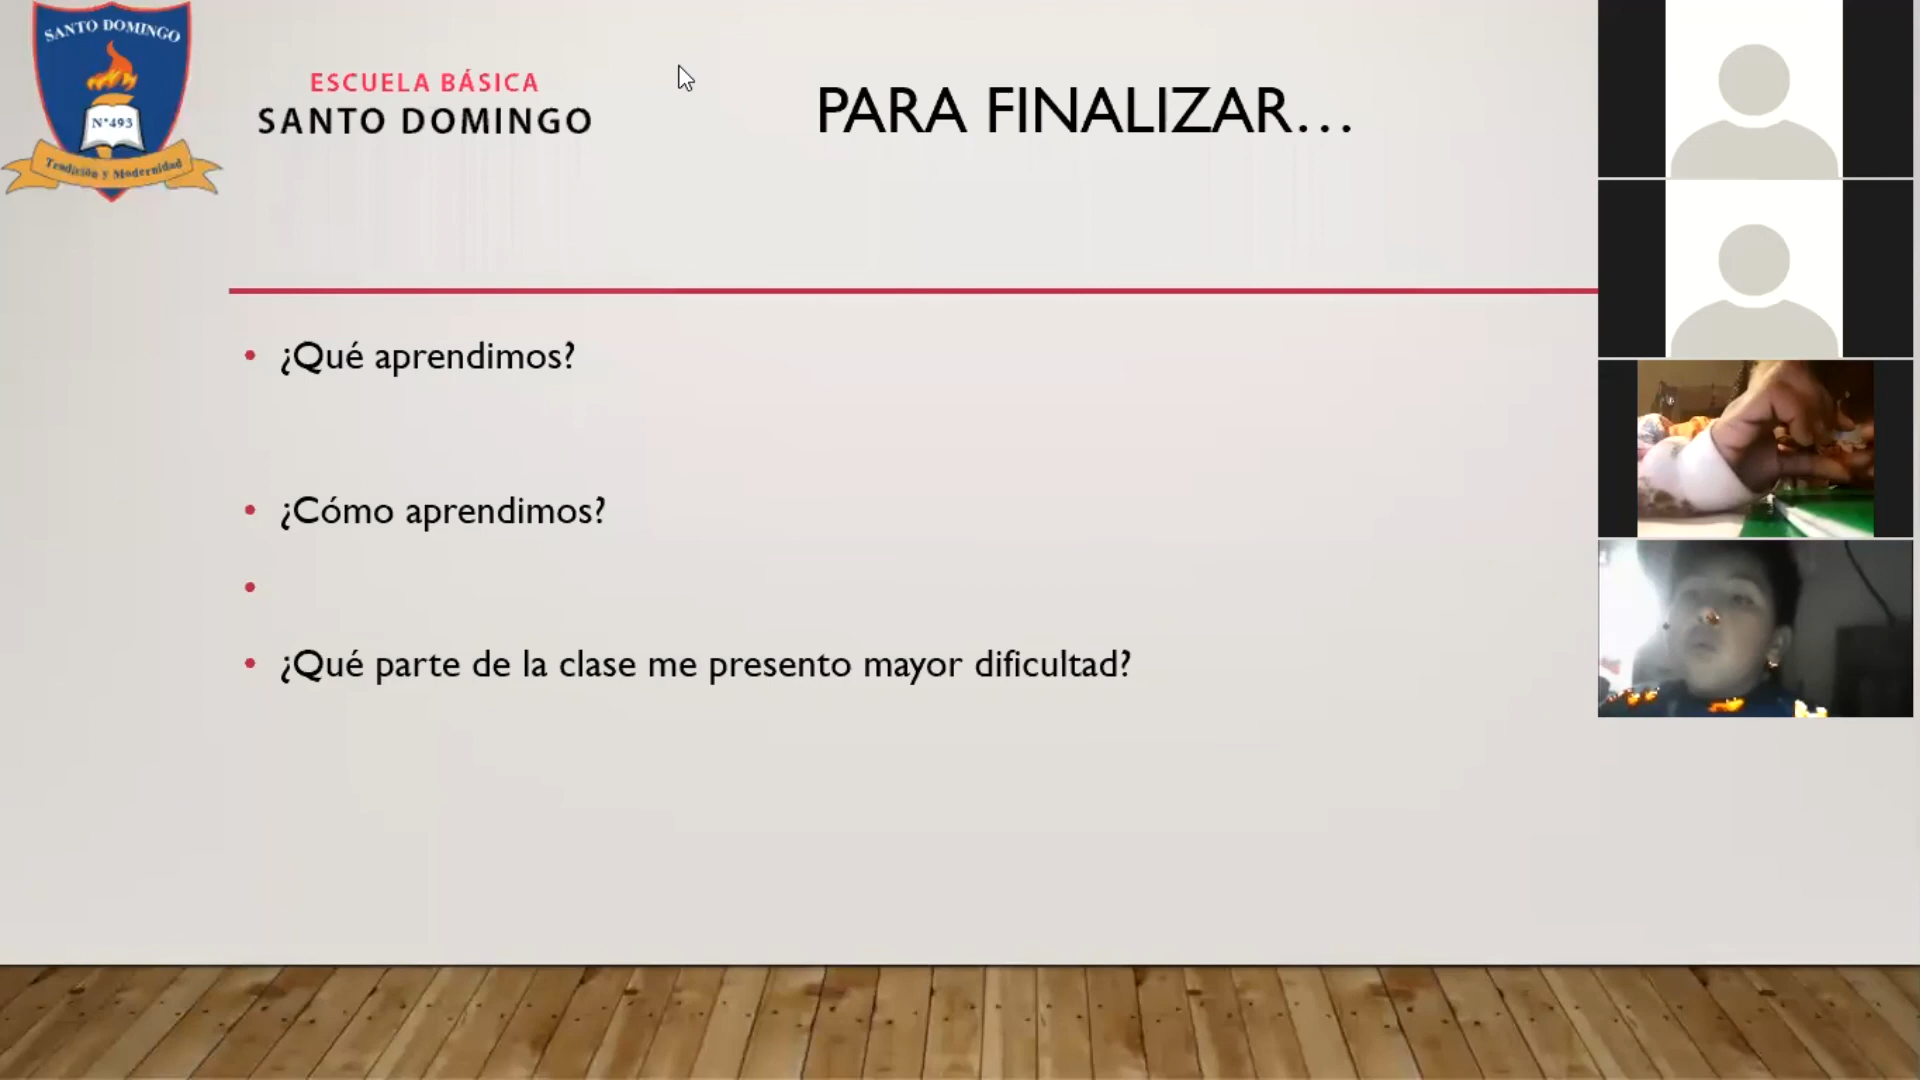 SANTO DOMINGO
N°493
Tradición y Modernidad
ESCUELA BÁSICA
SANTO DOMINGO
PARA FINALIZAR...
• ¿Qué aprendimos?
• ¿Cómo aprendimos?
•
• ¿Qué parte de la clase me presento mayor dificultad?